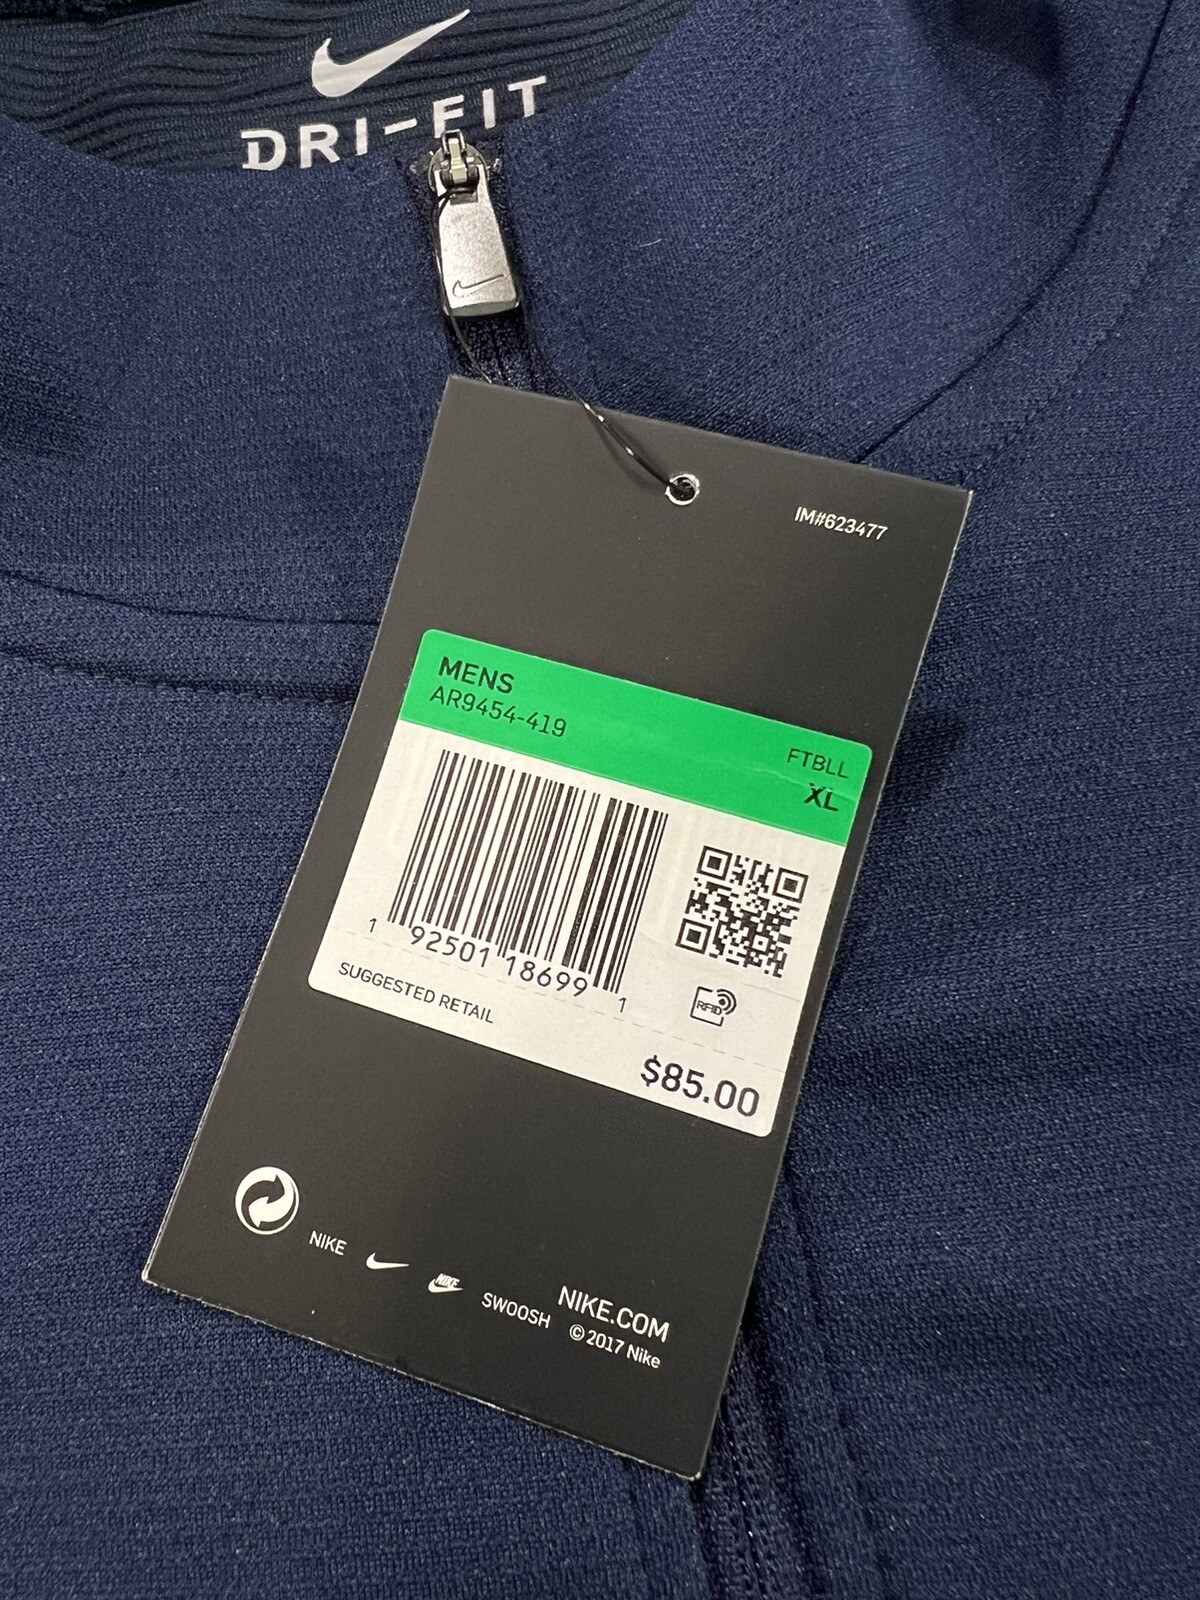 DRI-FIT
IM#623477
MENS
AR9454-419
FTBLL
XL
1 92501 18699 1
RFID
SUGGESTED RETAIL
$85.00
NIKE
NIKE
SWOOSH
NIKE.COM
© 2017 Nike